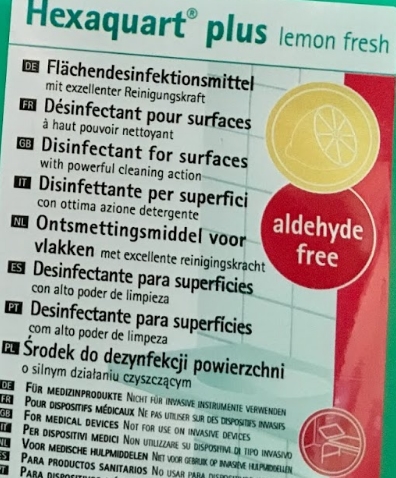 Hexaquart® plus lemon fresh
DE Flächendesinfektionsmittel
mit exzellenter Reinigungskraft
FR Désinfectant pour surfaces
à haut pouvoir nettoyant
GB Disinfectant for surfaces
with powerful cleaning action
IT Disinfettante per superfici
con ottima azione detergente
NL Ontsmettingsmiddel voor
vlakken met excellente reinigingskracht
aldehyde
free
ES Desinfectante para superficies
con alto poder de limpieza
PT Desinfectante para superfícies
com alto poder de limpeza
PL Środek do dezynfekcji powierzchni
o silnym działaniu czyszczącym
DE FÜR MEDIZINPRODUKTE NICHT FÜR INVASIVE INSTRUMENTE VERWENDEN
FR POUR DISPOSITIFS MÉDICAUX NE PAS UTILISER SUR DES DISPOSITIFS INVASIFS
GB FOR MEDICAL DEVICES NOT FOR USE ON INVASIVE DEVICES
IT PER DISPOSITIVI MEDICI NON UTILIZZARE SU DISPOSITIVI DI TIPO INVASIVO
NL VOOR MEDISCHE HULPMIDDELEN NIET VOOR GEBRUIK OP INVASIEVE HULPMIDDELEN
ES PARA PRODUCTOS SANITARIOS NO USAR PARA
PT PARA